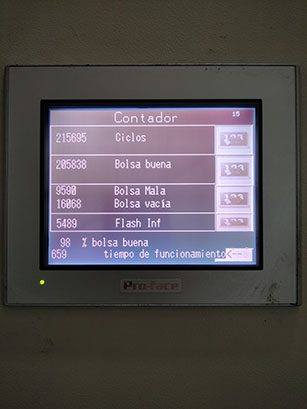 Contador 15
215695 Ciclos
205838 Bolsa buena
9590 Bolsa Mala
16068 Bolsa vacía
5489 Flash Inf
98 % bolsa buena
659 tiempo de funcionamiento
Pro-face